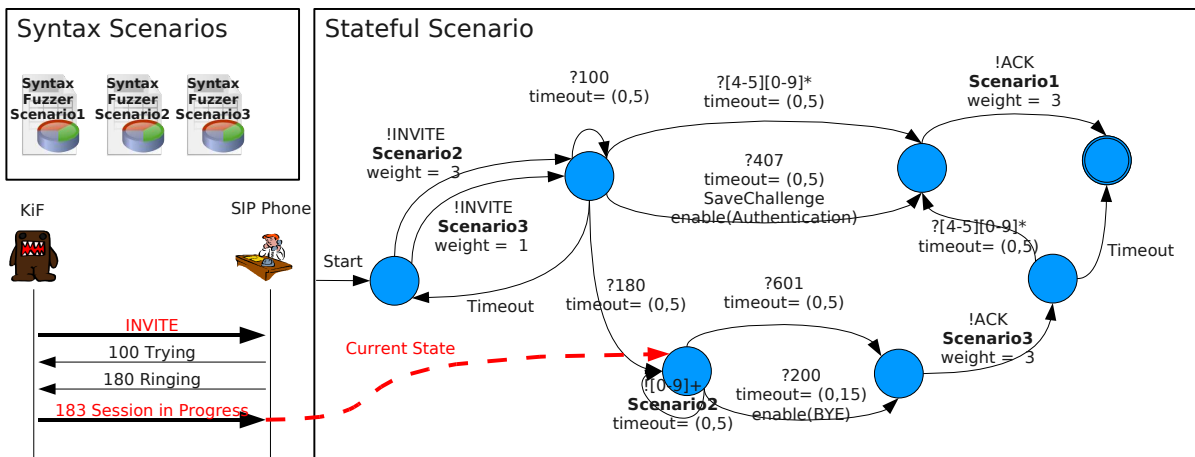 Syntax Scenarios
Syntax
Fuzzer
Scenario1
Syntax
Fuzzer
Scenario2
Syntax
Fuzzer
Scenario3
KiF
SIP Phone
INVITE
100 Trying
180 Ringing
183 Session in Progress
Stateful Scenario
Start
!INVITE
Scenario2
weight = 3
!INVITE
Scenario3
weight = 1
Timeout
?100
timeout= (0,5)
?[4-5][0-9]*
timeout= (0,5)
?407
timeout= (0,5)
SaveChallenge
enable(Authentication)
!ACK
Scenario1
weight = 3
?[4-5][0-9]*
timeout= (0,5)
Timeout
?180
timeout= (0,5)
?601
timeout= (0,5)
Current State
![0-9]+
Scenario2
timeout= (0,5)
?200
timeout= (0,15)
enable(BYE)
!ACK
Scenario3
weight = 3